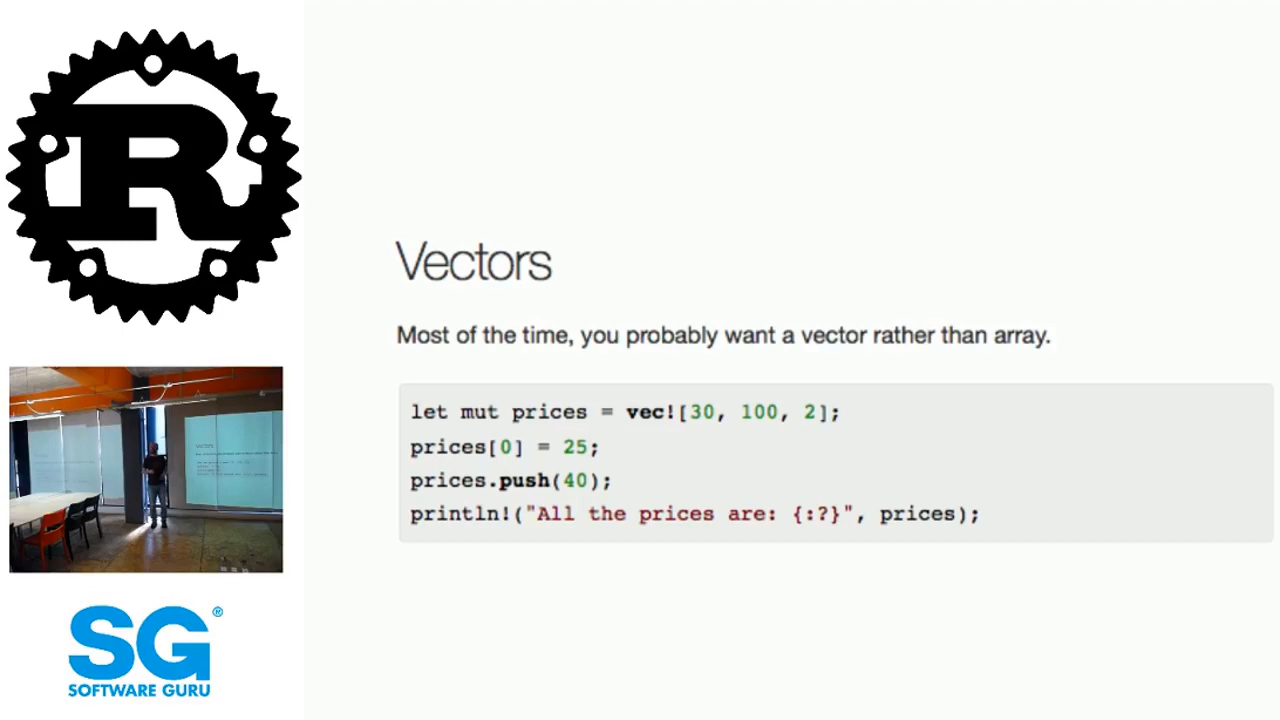 R
Vectors
Most of the time, you probably want a vector rather than array.
let mut prices = vec![30, 100, 2];
prices[0] = 25;
prices.push(40);
println!("All the prices are: {:?}", prices);
SG®
SOFTWARE GURU